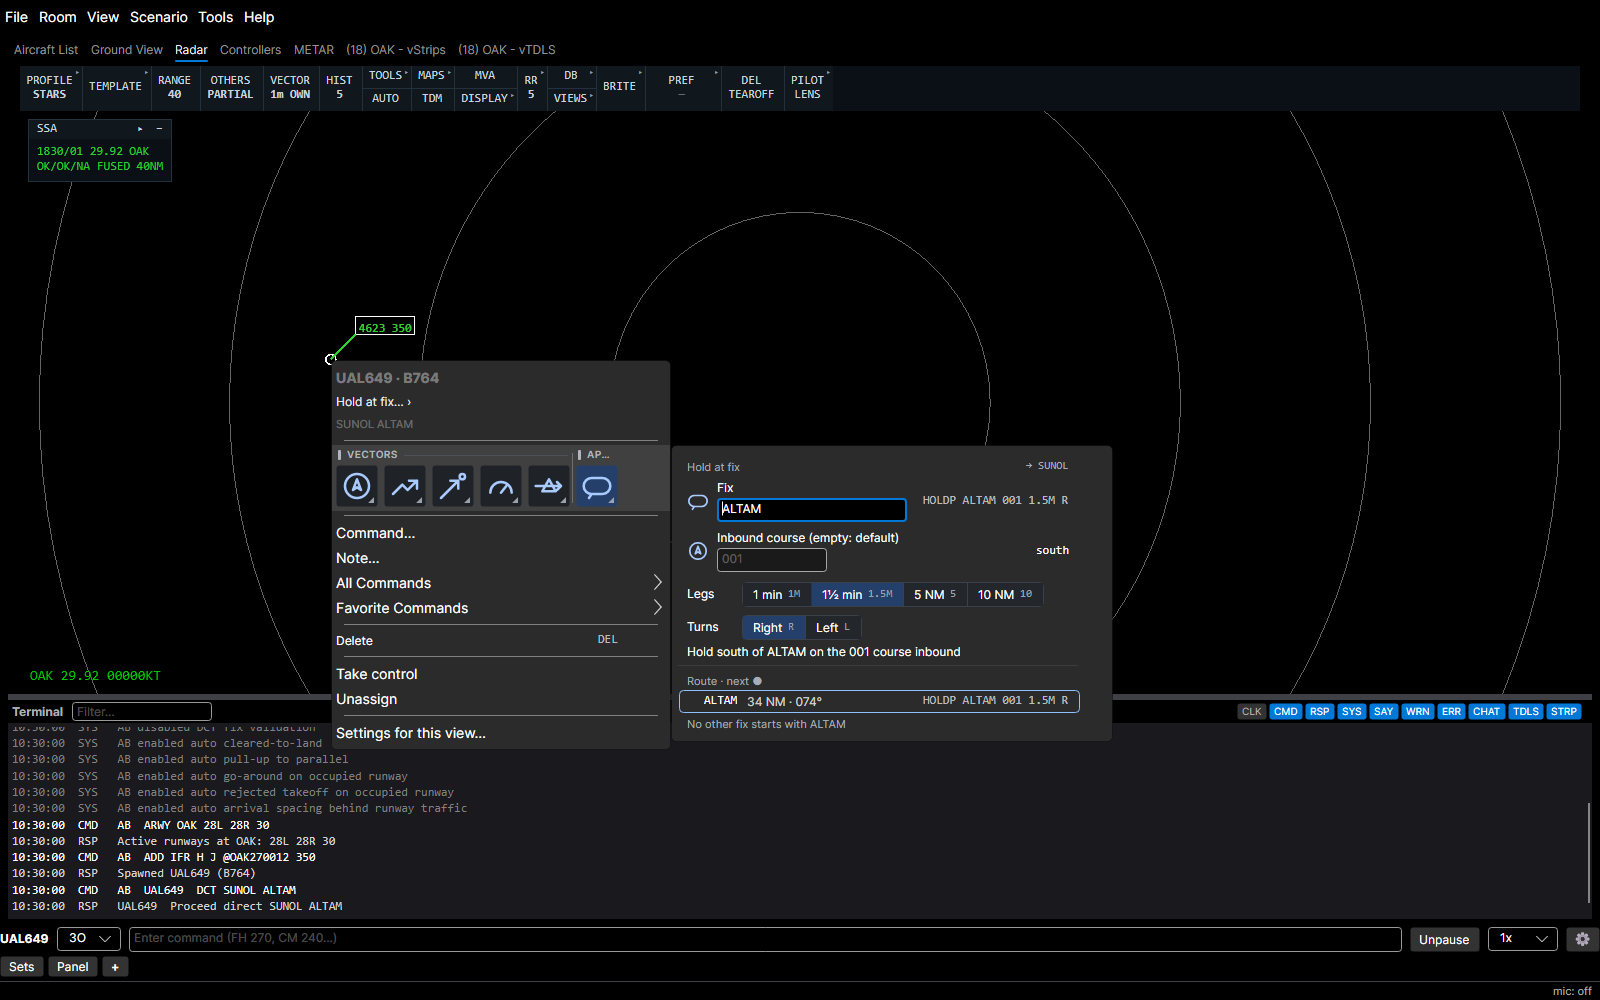 File Room View Scenario Tools Help
Aircraft List Ground View Radar Controllers METAR (18) OAK - vStrips (18) OAK - vTDLS
PROFILE STARS
TEMPLATE
RANGE 40
OTHERS PARTIAL
VECTOR 1m OWN
HIST 5
TOOLS
AUTO
MAPS
TDM
MVA
DISPLAY
RR 5
DB
VIEWS
BRITE
PREF —
DEL TEAROFF
PILOT LENS
SSA
1830/01 29.92 OAK
OK/OK/NA FUSED 40NM
4623 350
UAL649 · B764
Hold at fix... ›
SUNOL ALTAM
VECTORS AP...
Command...
Note...
All Commands
Favorite Commands
Delete DEL
Take control
Unassign
Settings for this view...
Hold at fix → SUNOL
Fix
ALTAM HOLDP ALTAM 001 1.5M R
Inbound course (empty: default)
001 south
Legs 1 min 1M 1½ min 1.5M 5 NM 5 10 NM 10
Turns Right R Left L
Hold south of ALTAM on the 001 course inbound
Route · next
ALTAM 34 NM · 074° HOLDP ALTAM 001 1.5M R
No other fix starts with ALTAM
OAK 29.92 00000KT
Terminal Filter... CLK CMD RSP SYS SAY WRN ERR CHAT TDLS STRP
10:30:00 SYS AB disabled DCT fix validation
10:30:00 SYS AB enabled auto cleared-to-land
10:30:00 SYS AB enabled auto pull-up to parallel
10:30:00 SYS AB enabled auto go-around on occupied runway
10:30:00 SYS AB enabled auto rejected takeoff on occupied runway
10:30:00 SYS AB enabled auto arrival spacing behind runway traffic
10:30:00 CMD AB ARWY OAK 28L 28R 30
10:30:00 RSP Active runways at OAK: 28L 28R 30
10:30:00 CMD AB ADD IFR H J @OAK270012 350
10:30:00 RSP Spawned UAL649 (B764)
10:30:00 CMD AB UAL649 DCT SUNOL ALTAM
10:30:00 RSP UAL649 Proceed direct SUNOL ALTAM
UAL649 3O Enter command (FH 270, CM 240...) Unpause 1x
Sets Panel +
mic: off